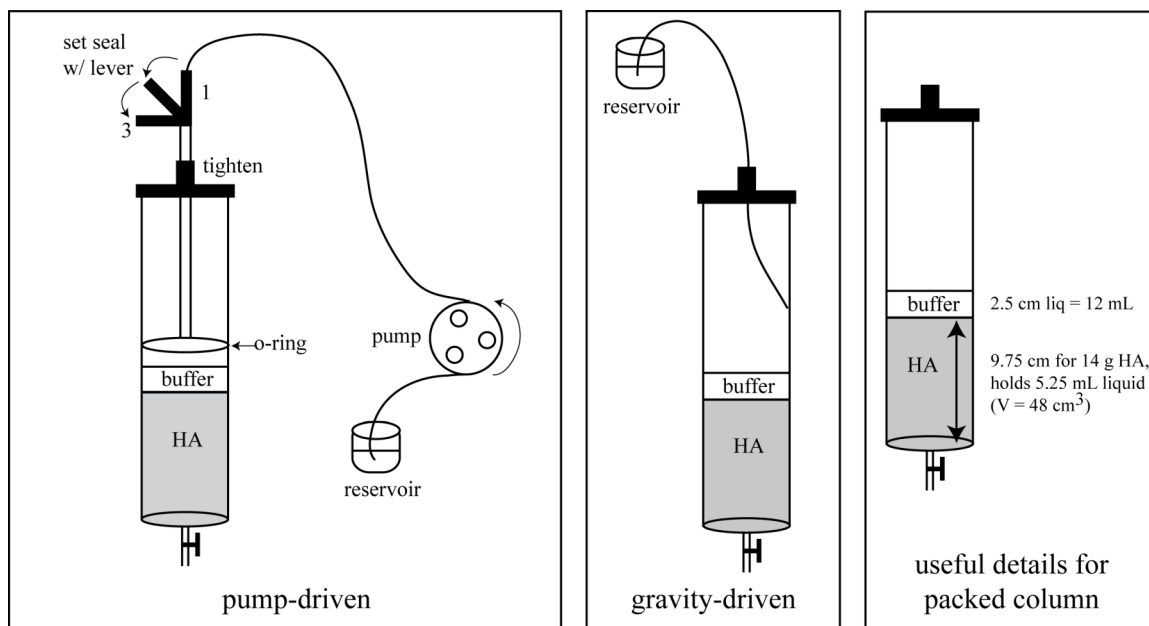 set seal
w/ lever
1
3
tighten
o-ring
buffer
HA
pump
reservoir
pump-driven
reservoir
buffer
HA
gravity-driven
buffer
2.5 cm liq = 12 mL
HA
9.75 cm for 14 g HA,
holds 5.25 mL liquid
(V = 48 cm³)
useful details for
packed column